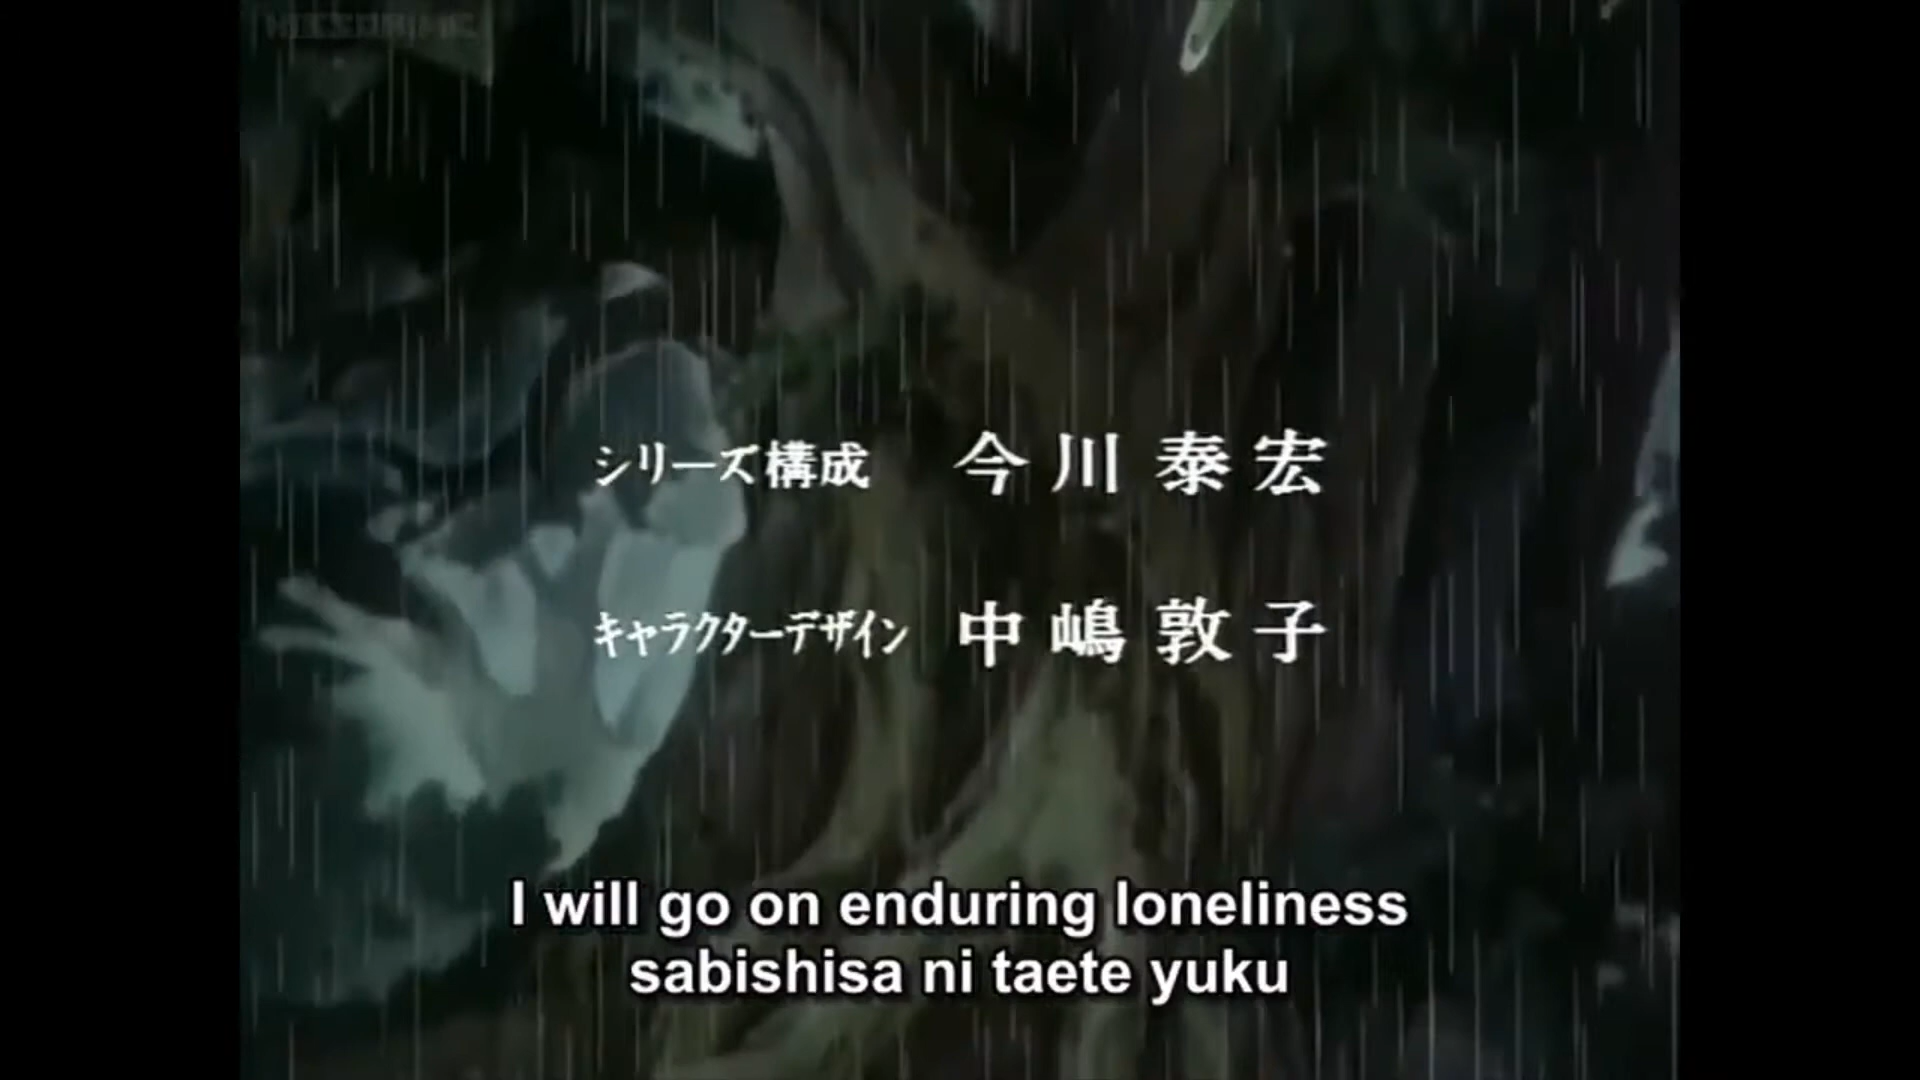 シリーズ構成 今川泰宏
キャラクターデザイン 中嶋敦子
I will go on enduring loneliness
sabishisa ni taete yuku